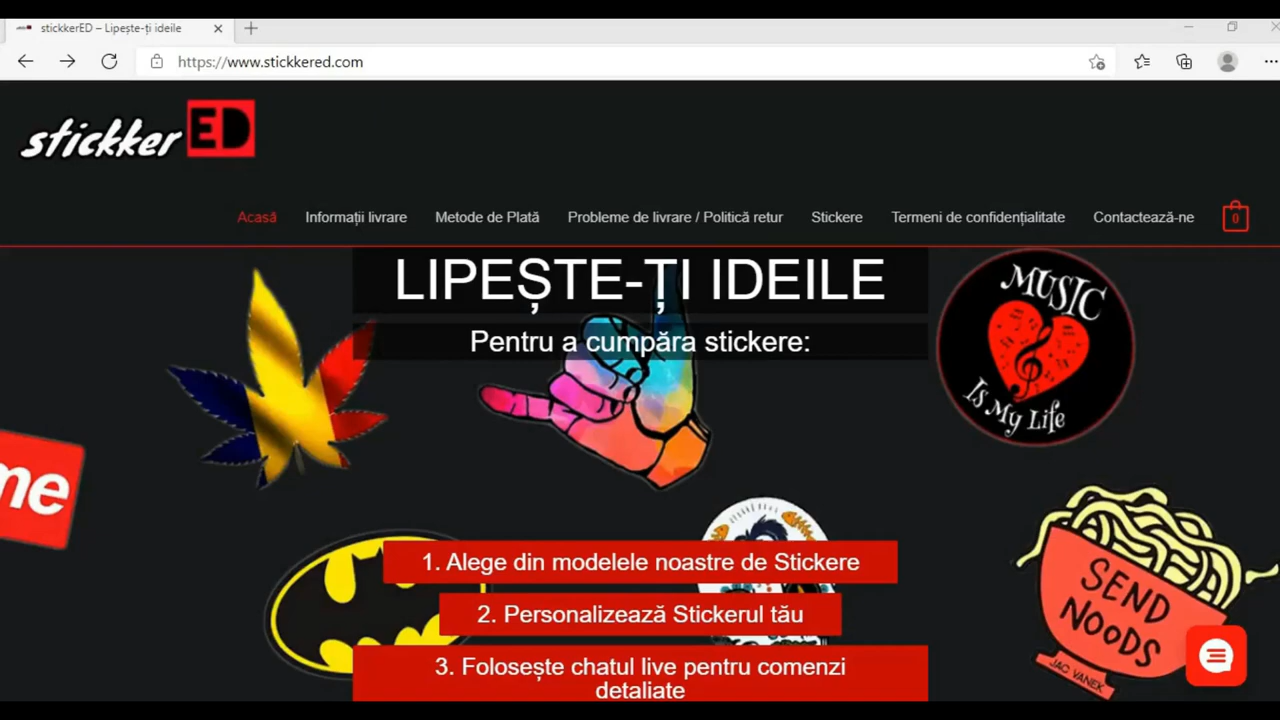 stickkerED – Lipește-ți ideile
https://www.stickkered.com
stickker ED
Acasă Informații livrare Metode de Plată Probleme de livrare / Politică retur Stickere Termeni de confidențialitate Contactează-ne 0
LIPEȘTE-ȚI IDEILE
Pentru a cumpăra stickere:
MUSIC
Is My Life
me
1. Alege din modelele noastre de Stickere
2. Personalizează Stickerul tău
3. Folosește chatul live pentru comenzi
detaliate
SEND
NOODS
JAC VANEK